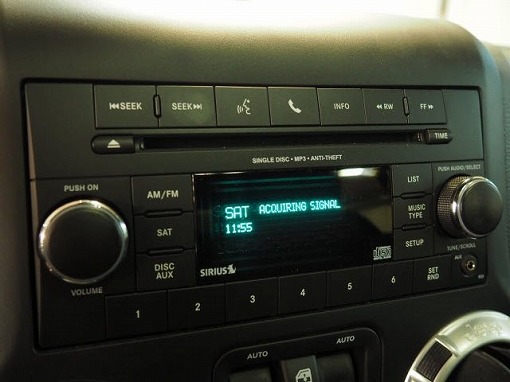 SEEK
SEEK
INFO
RW
FF
TIME
SINGLE DISC • MP3 • ANTI-THEFT
PUSH ON
VOLUME
AM/FM
SAT
DISC
AUX
SAT ACQUIRING SIGNAL
11:55
SIRIUS
LIST
MUSIC
TYPE
SETUP
PUSH AUDIO/SELECT
TUNE/SCROLL
AUX
SET
RND
1
2
3
4
5
6
AUTO
AUTO
Jeep